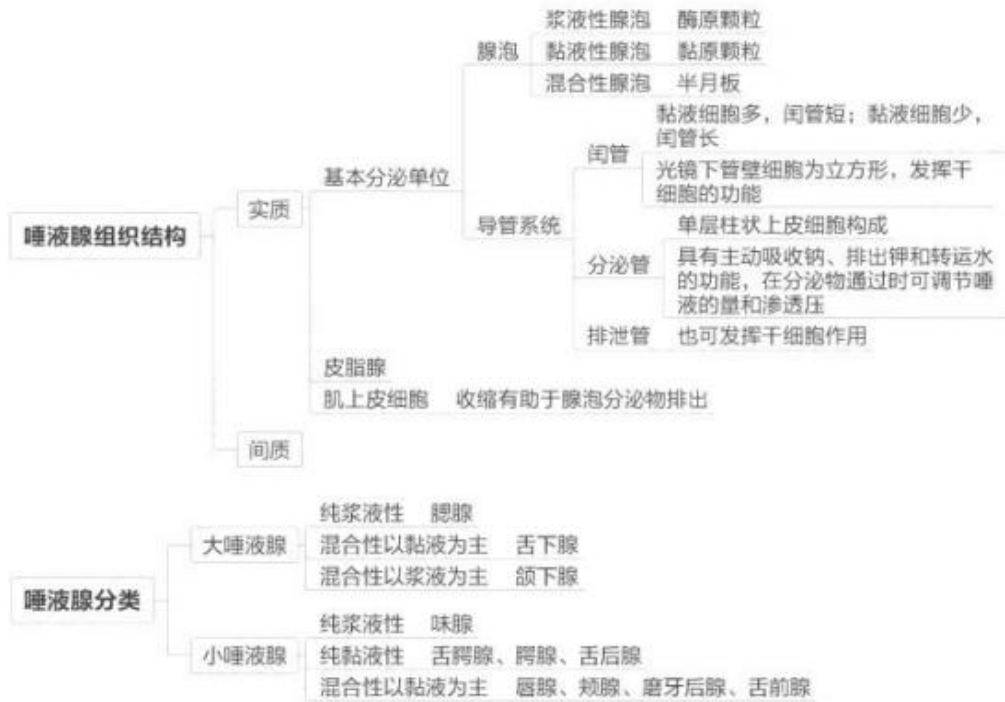 浆液性腺泡 酶原颗粒
腺泡 黏液性腺泡 黏原颗粒
混合性腺泡 半月板
黏液细胞多，闰管短；黏液细胞少，
闰管长
闰管
光镜下管壁细胞为立方形，发挥干
细胞的功能
基本分泌单位
实质
唾液腺组织结构
导管系统
单层柱状上皮细胞构成
分泌管
具有主动吸收钠、排出钾和转运水
的功能，在分泌物通过时可调节唾
液的量和渗透压
排泄管 也可发挥干细胞作用
皮脂腺
肌上皮细胞 收缩有助于腺泡分泌物排出
间质
纯浆液性 腮腺
大唾液腺 混合性以黏液为主 舌下腺
混合性以浆液为主 颌下腺
唾液腺分类
纯浆液性 味腺
小唾液腺 纯黏液性 舌腭腺、腭腺、舌后腺
混合性以黏液为主 唇腺、颊腺、磨牙后腺、舌前腺